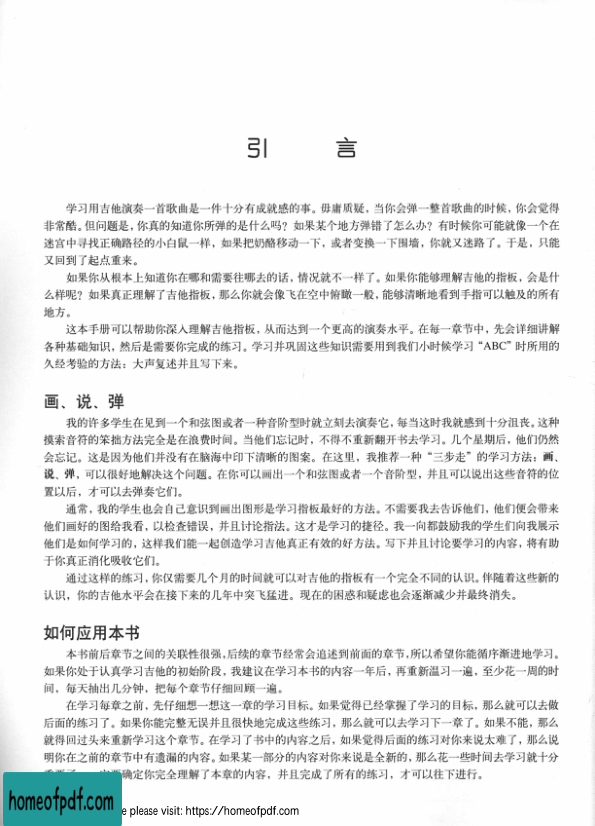 引 言
学习用吉他演奏一首歌曲是一件十分有成就感的事。毋庸质疑，当你会弹一整首歌曲的时候，你会觉得
非常酷。但问题是，你真的知道你所弹的是什么吗？如果某个地方弹错了怎么办？有时候你可能就像一个在
迷宫中寻找正确路径的小白鼠一样，如果把奶酪移动一下，或者变换一下围墙，你就又迷路了。于是，只能
又回到了起点重来。
如果你从根本上知道你在哪和需要往哪去的话，情况就不一样了。如果你能够理解吉他的指板，会是什
么样呢？如果真正理解了吉他指板，那么你就会像飞在空中俯瞰一般，能够清晰地看到手指可以触及的所有
地方。
这本手册可以帮助你深入理解吉他指板，从而达到一个更高的演奏水平。在每一章节中，先会详细讲解
各种基础知识，然后是需要你完成的练习。学习并巩固这些知识需要用到我们小时候学习“ABC”时所用的
久经考验的方法：大声复述并且写下来。
画、说、弹
我的许多学生在见到一个和弦图或者一种音阶型时就立刻去演奏它，每当这时我就感到十分沮丧。这种
摸索音符的笨拙方法完全是在浪费时间。当他们忘记时，不得不重新翻开书去学习。几个星期后，他们仍然
会忘记。这是因为他们并没有在脑海中印下清晰的图案。在这里，我推荐一种“三步走”的学习方法：画、
说、弹，可以很好地解决这个问题。在你可以画出一个和弦图或者一个音阶型，并且可以说出这些音符的位
置以后，才可以去弹奏它们。
通常，我的学生也会自己意识到画出图形是学习指板最好的方法。不需要我去告诉他们，他们便会带来
他们画好的图给我看，以检查错误，并且讨论指法。这才是学习的捷径。我一向都鼓励我的学生们向我展示
他们是如何学习的，这样我们能一起创造学习吉他真正有效的好方法。写下并且讨论要学习的内容，将有助
于你真正消化吸收它们。
通过这样的练习，你仅需要几个月的时间就可以对吉他的指板有一个完全不同的认识。伴随着这些新的
认识，你的吉他水平会在接下来的几年中突飞猛进。现在的困惑和疑虑也会逐渐减少并最终消失。
如何应用本书
本书前后章节之间的关联性很强，后续的章节经常会追述到前面的章节，所以希望你能循序渐进地学习。
如果你处于认真学习吉他的初始阶段，我建议在学习本书的内容一年后，再重新温习一遍，至少花一周的时
间，每天抽出几分钟，把每个章节仔细回顾一遍。
在学习每章之前，先仔细想一想这一章的学习目标。如果觉得已经掌握了学习的目标，那么就可以去做
后面的练习了。如果你能完整无误并且很快地完成这些练习，那么就可以去学习下一章了。如果不能，那么
就得回过头来重新学习这个章节。在学习了书中的内容之后，如果觉得后面的练习对你来说太难了，那么说
明你在之前的章节中有遗漏的内容。如果某一部分的内容对你来说是全新的，那么花一些时间去学习就十分
确定你完全理解了本章的内容，并且完成了所有的练习，才可以往下进行。
homeofpdf.com
e please visit: https://homeofpdf.com